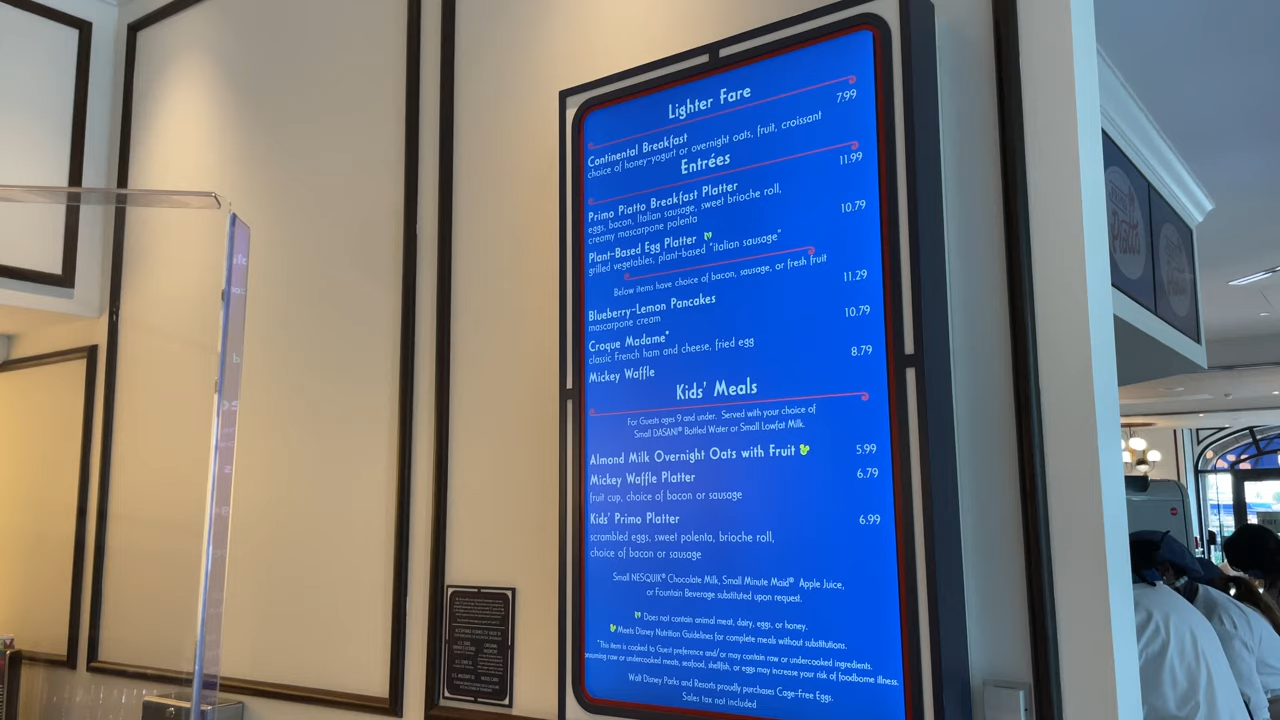 Lighter Fare
Continental Breakfast 7.99
choice of honey-yogurt or overnight oats, fruit, croissant
Entrées
Primo Piatto Breakfast Platter 11.99
eggs, bacon, Italian sausage, sweet brioche roll,
creamy mascarpone polenta
Plant-Based Egg Platter 10.79
grilled vegetables, plant-based "italian sausage"
Below items have choice of bacon, sausage, or fresh fruit
Blueberry-Lemon Pancakes 11.29
mascarpone cream
Croque Madame* 10.79
classic French ham and cheese, fried egg
Mickey Waffle 8.79
Kids' Meals
For Guests ages 9 and under. Served with your choice of
Small DASANI® Bottled Water or Small Lowfat Milk.
Almond Milk Overnight Oats with Fruit 5.99
Mickey Waffle Platter 6.79
fruit cup, choice of bacon or sausage
Kids' Primo Platter 6.99
scrambled eggs, sweet polenta, brioche roll,
choice of bacon or sausage
Small NESQUIK® Chocolate Milk, Small Minute Maid® Apple Juice,
or Fountain Beverage substituted upon request.
Does not contain animal meat, dairy, eggs, or honey.
Meets Disney Nutrition Guidelines for complete meals without substitutions.
*This item is cooked to Guest preference and/or may contain raw or undercooked ingredients.
onsuming raw or undercooked meats, seafood, shellfish, or eggs may increase your risk of foodborne illness.
Walt Disney Parks and Resorts proudly purchases Cage-Free Eggs.
Sales tax not included